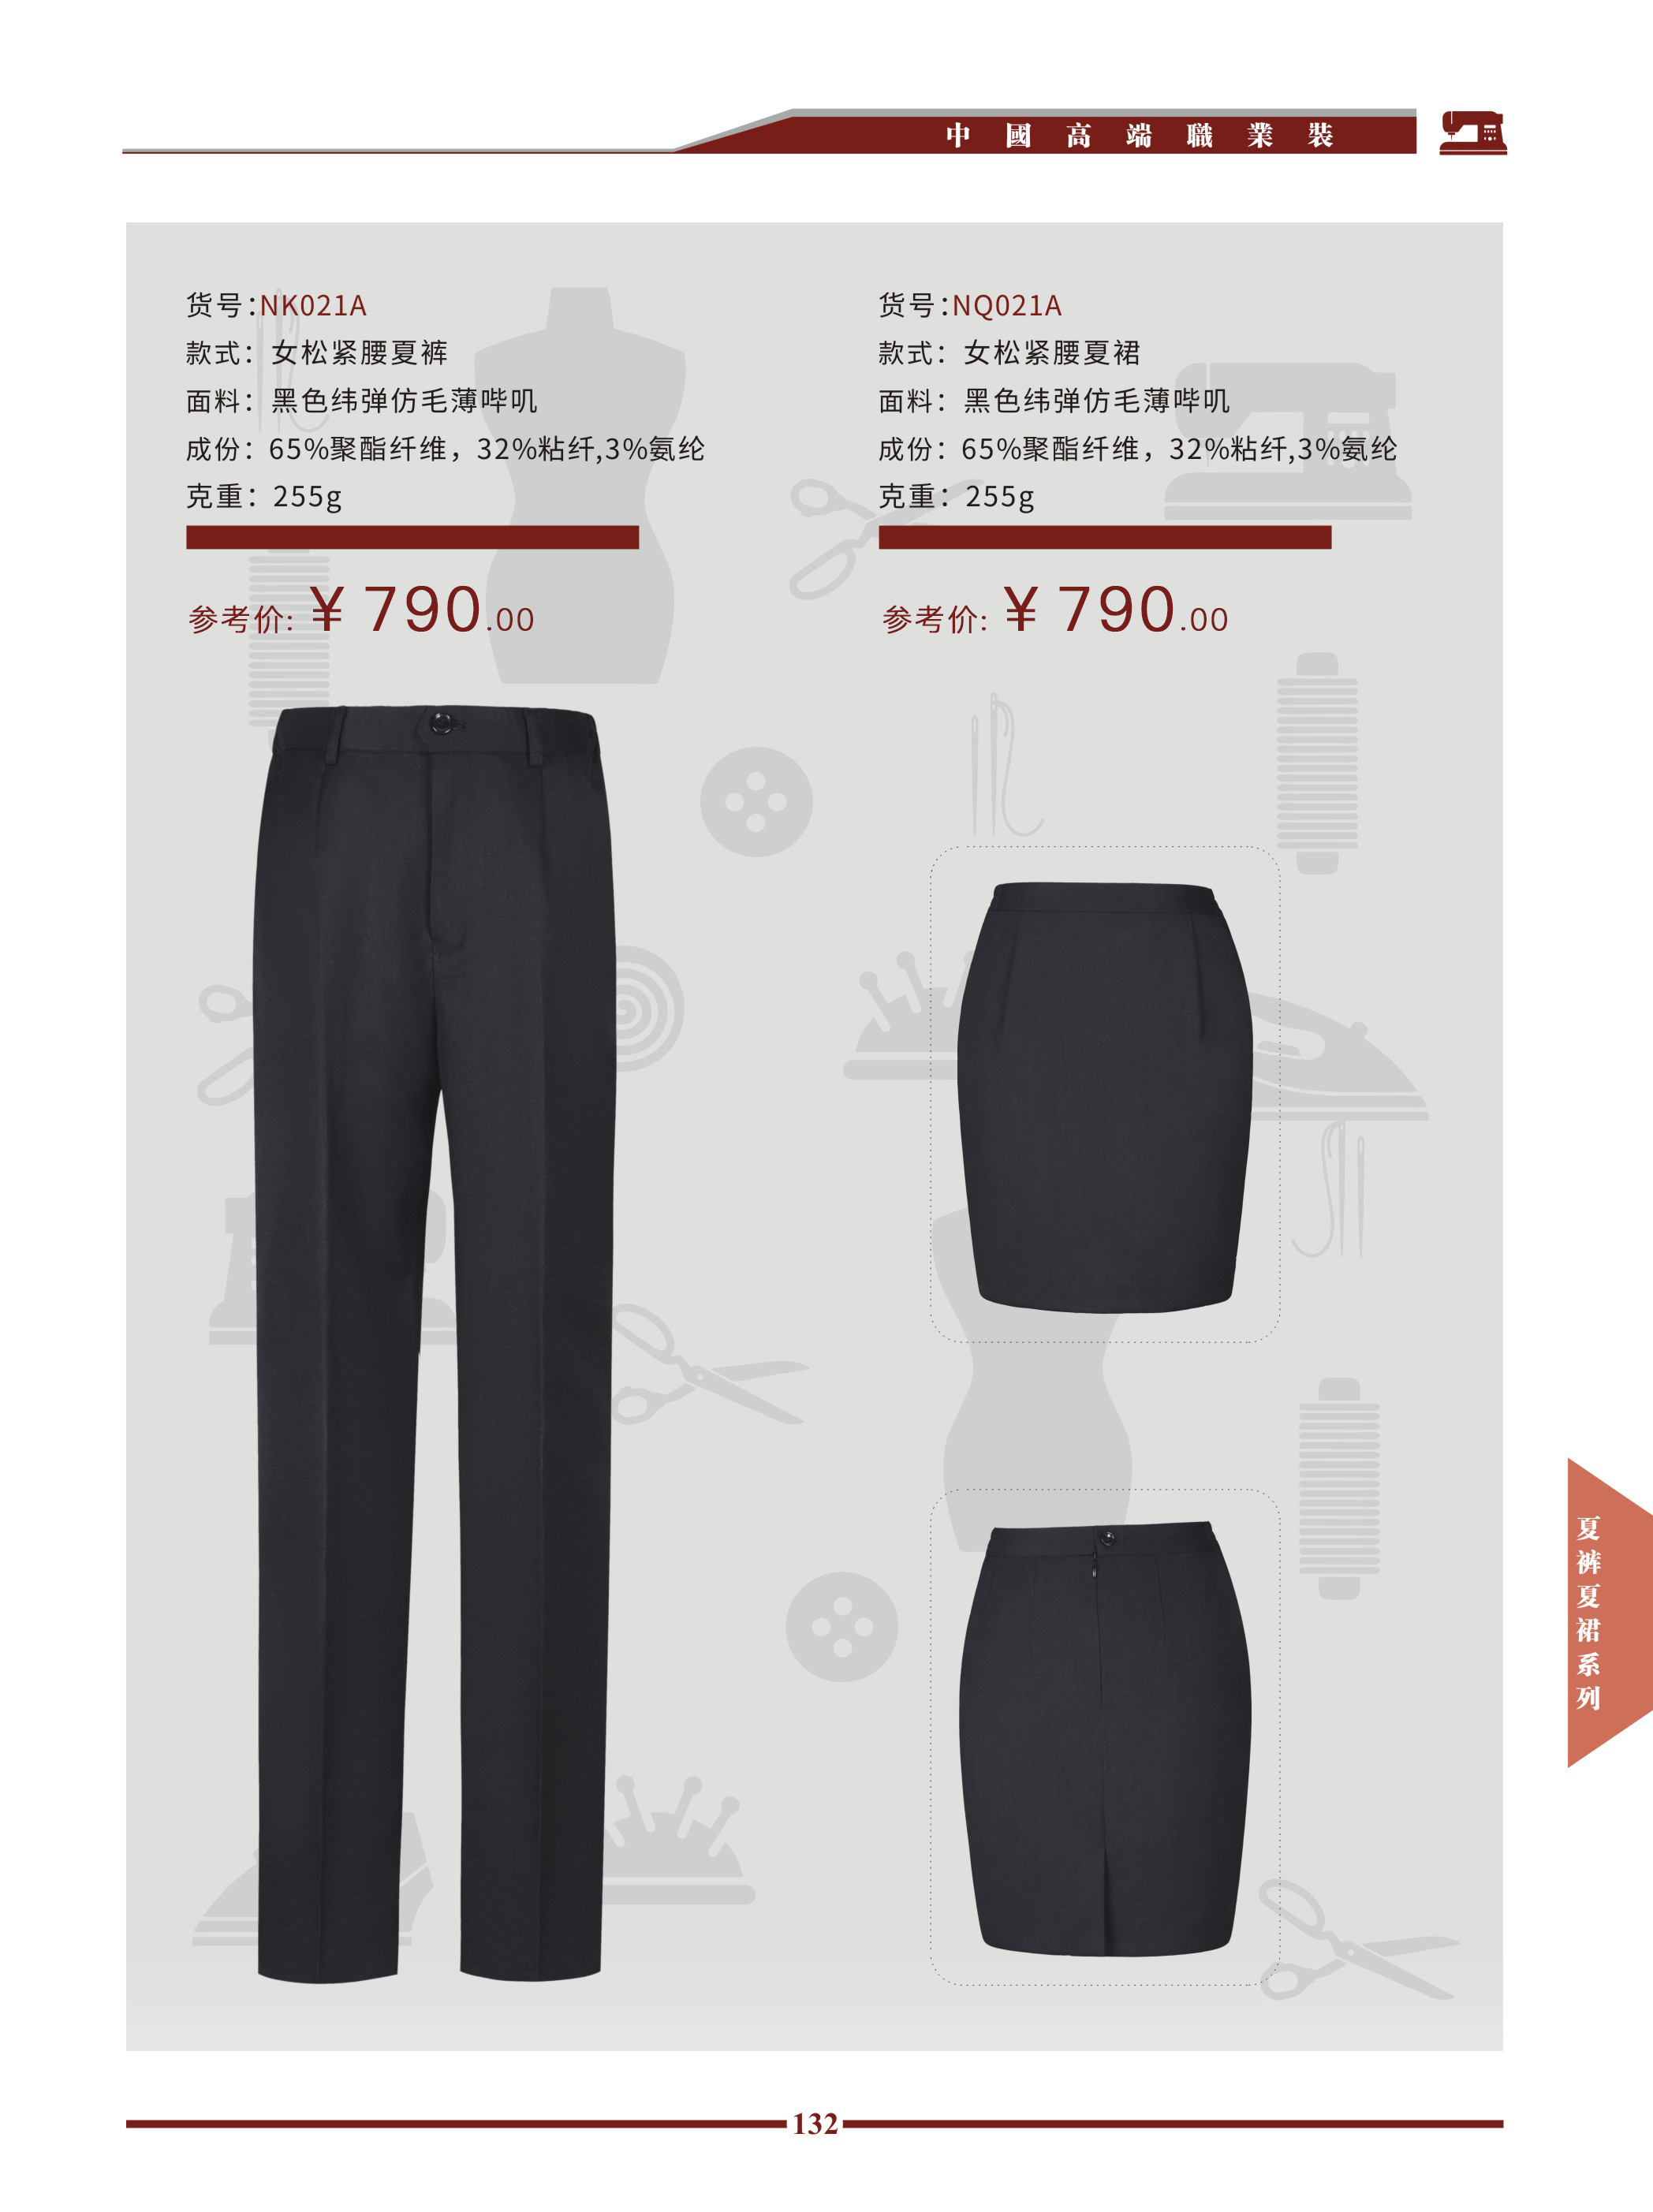 中國高端職業裝
货号:NK021A
款式：女松紧腰夏裤
面料：黑色纬弹仿毛薄哔叽
成份：65%聚酯纤维，32%粘纤,3%氨纶
克重：255g
参考价: ¥ 790.00
货号:NQ021A
款式：女松紧腰夏裙
面料：黑色纬弹仿毛薄哔叽
成份：65%聚酯纤维，32%粘纤,3%氨纶
克重：255g
参考价: ¥ 790.00
夏裤夏裙系列
132